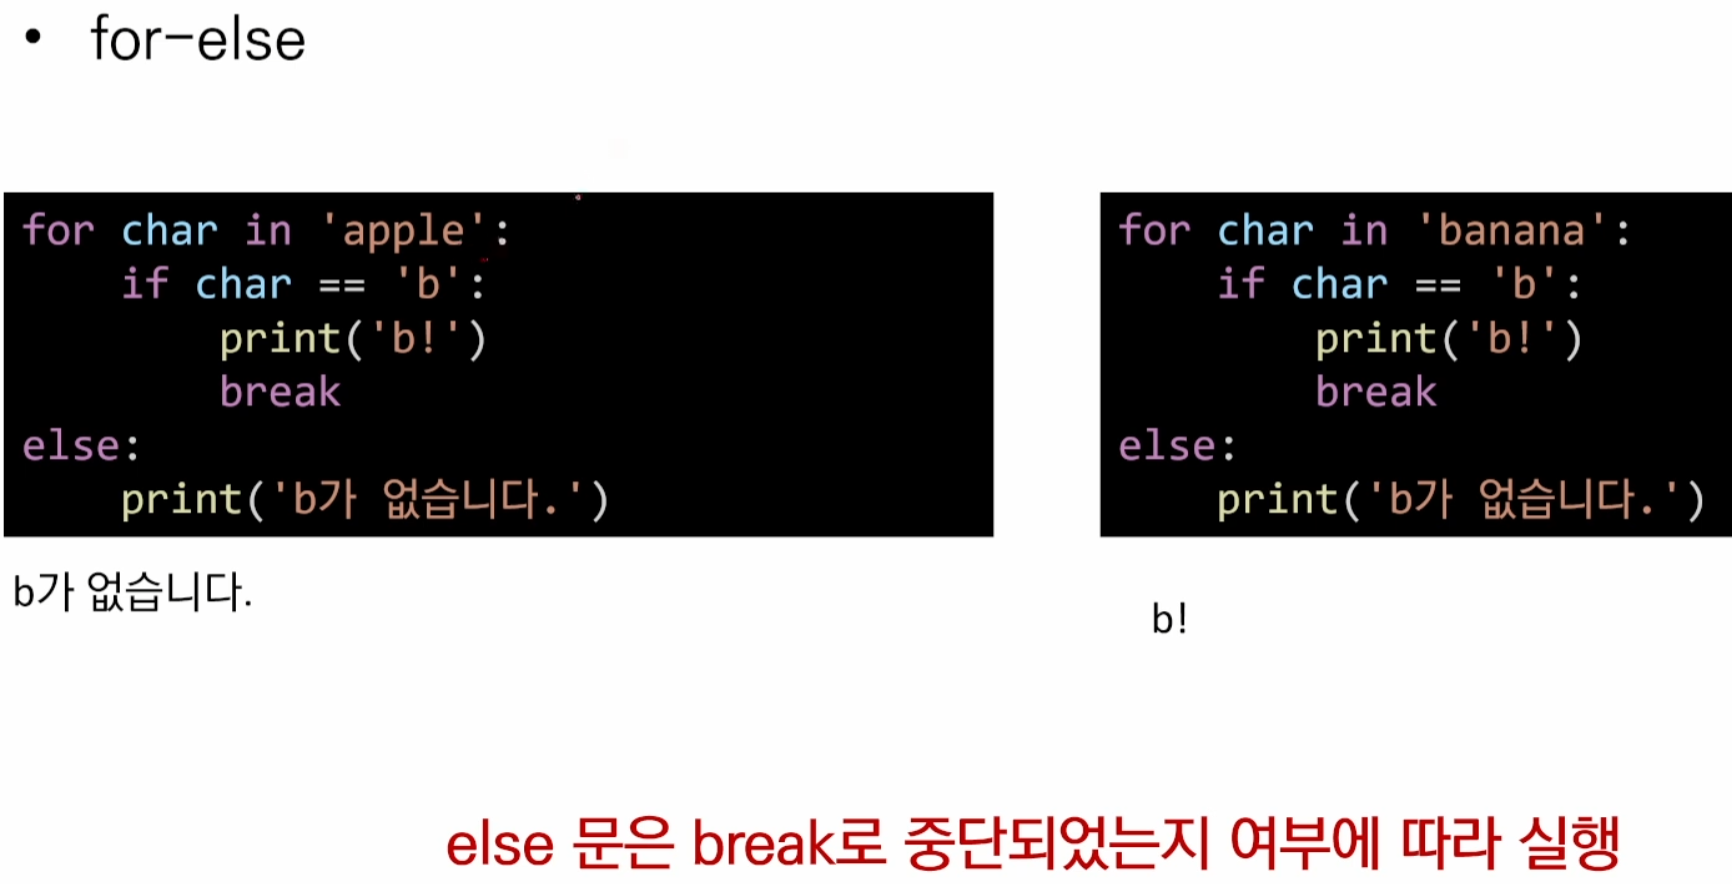 • for-else
for char in 'apple':
    if char == 'b':
        print('b!')
        break
else:
    print('b가 없습니다.')
b가 없습니다.
for char in 'banana':
    if char == 'b':
        print('b!')
        break
else:
    print('b가 없습니다.')
b!
else 문은 break로 중단되었는지 여부에 따라 실행